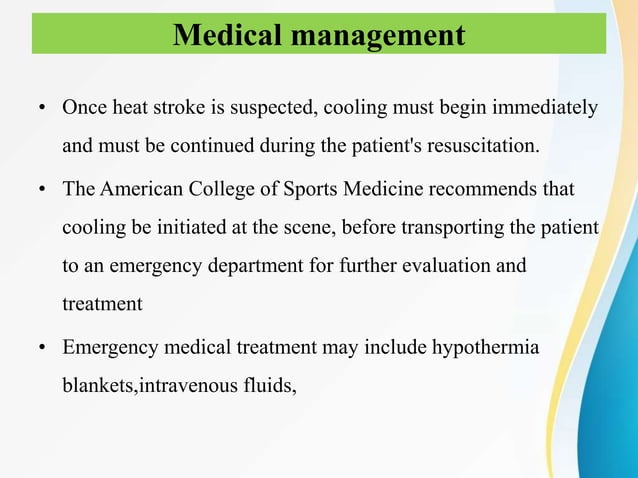 Medical management
• Once heat stroke is suspected, cooling must begin immediately
and must be continued during the patient's resuscitation.
• The American College of Sports Medicine recommends that
cooling be initiated at the scene, before transporting the patient
to an emergency department for further evaluation and
treatment
• Emergency medical treatment may include hypothermia
blankets,intravenous fluids,